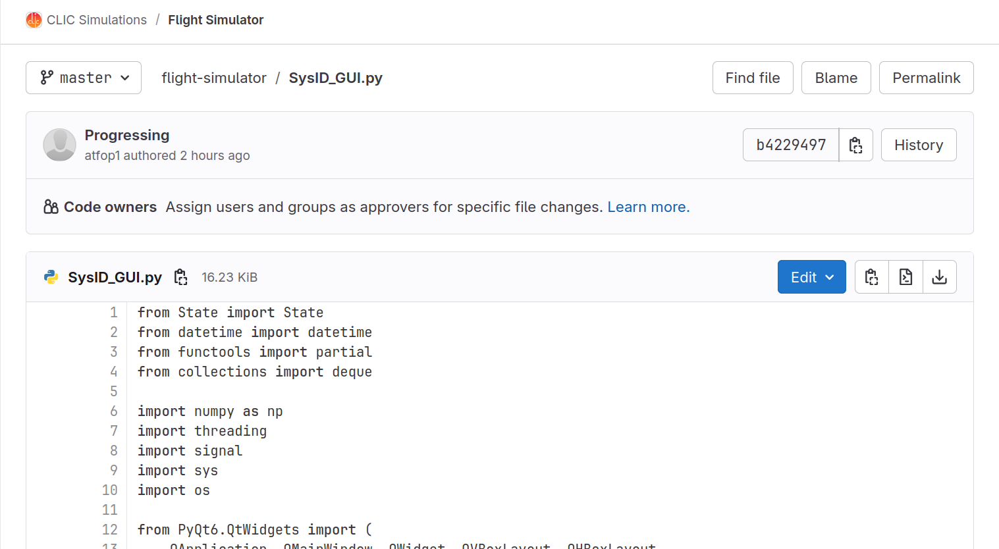 CLIC Simulations / Flight Simulator
master flight-simulator / SysID_GUI.py Find file Blame Permalink
Progressing
atfop1 authored 2 hours ago
b4229497 History
Code owners Assign users and groups as approvers for specific file changes. Learn more.
SysID_GUI.py 16.23 KiB Edit
1 from State import State
2 from datetime import datetime
3 from functools import partial
4 from collections import deque
5
6 import numpy as np
7 import threading
8 import signal
9 import sys
10 import os
11
12 from PyQt6.QtWidgets import (
13 QApplication, QMainWindow, QWidget, QVBoxLayout, QHBoxLayout,